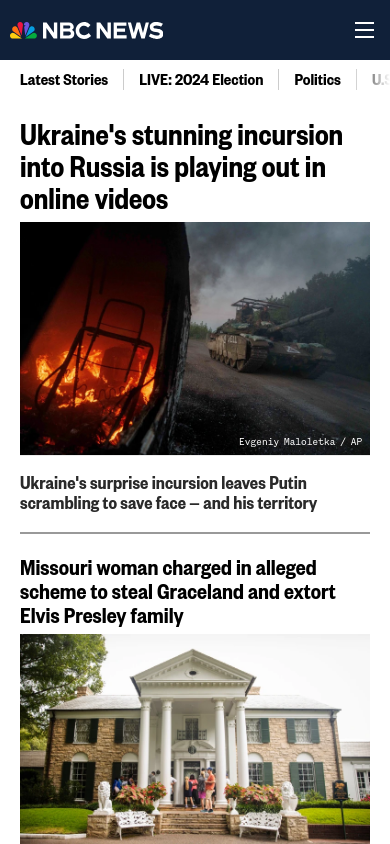 NBC NEWS
Latest Stories
LIVE: 2024 Election
Politics
Ukraine's stunning incursion
into Russia is playing out in
online videos
Evgeniy Maloletka / AP
Ukraine's surprise incursion leaves Putin
scrambling to save face — and his territory
Missouri woman charged in alleged
scheme to steal Graceland and extort
Elvis Presley family